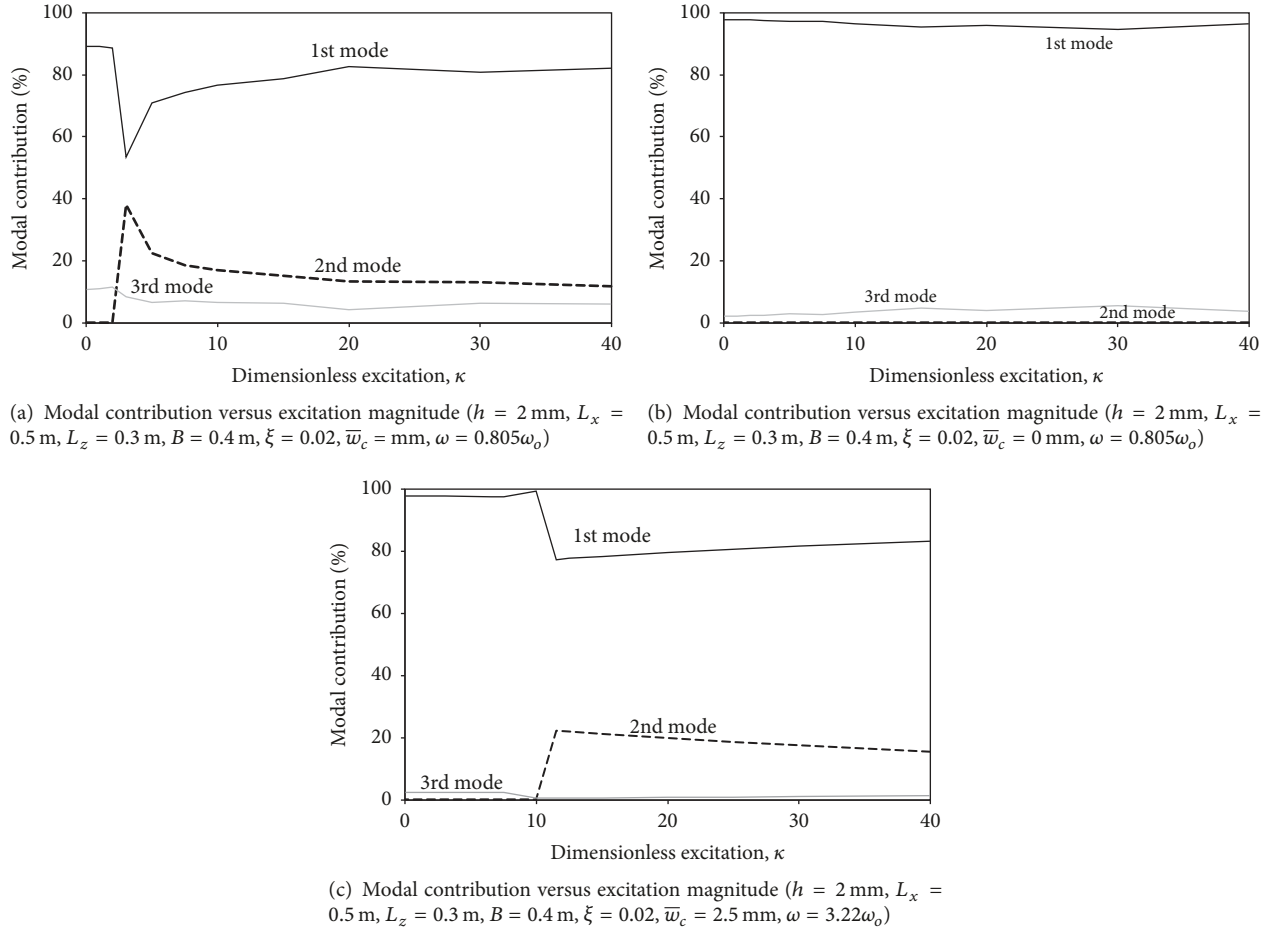 100
80
60
40
20
0
Modal contribution (%)
1st mode
2nd mode
3rd mode
0 10 20 30 40
Dimensionless excitation, κ
(a) Modal contribution versus excitation magnitude (h = 2 mm, L_x =
0.5 m, L_z = 0.3 m, B = 0.4 m, ξ = 0.02, w̅_c = mm, ω = 0.805ω_o)
100
80
60
40
20
0
Modal contribution (%)
1st mode
3rd mode
2nd mode
0 10 20 30 40
Dimensionless excitation, κ
(b) Modal contribution versus excitation magnitude (h = 2 mm, L_x =
0.5 m, L_z = 0.3 m, B = 0.4 m, ξ = 0.02, w̅_c = 0 mm, ω = 0.805ω_o)
100
80
60
40
20
0
Modal contribution (%)
1st mode
2nd mode
3rd mode
0 10 20 30 40
Dimensionless excitation, κ
(c) Modal contribution versus excitation magnitude (h = 2 mm, L_x =
0.5 m, L_z = 0.3 m, B = 0.4 m, ξ = 0.02, w̅_c = 2.5 mm, ω = 3.22ω_o)